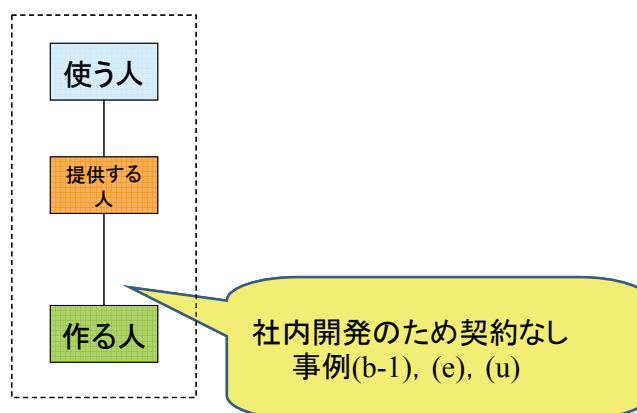 使う人
提供する
人
作る人
社内開発のため契約なし
事例(b-1), (e), (u)